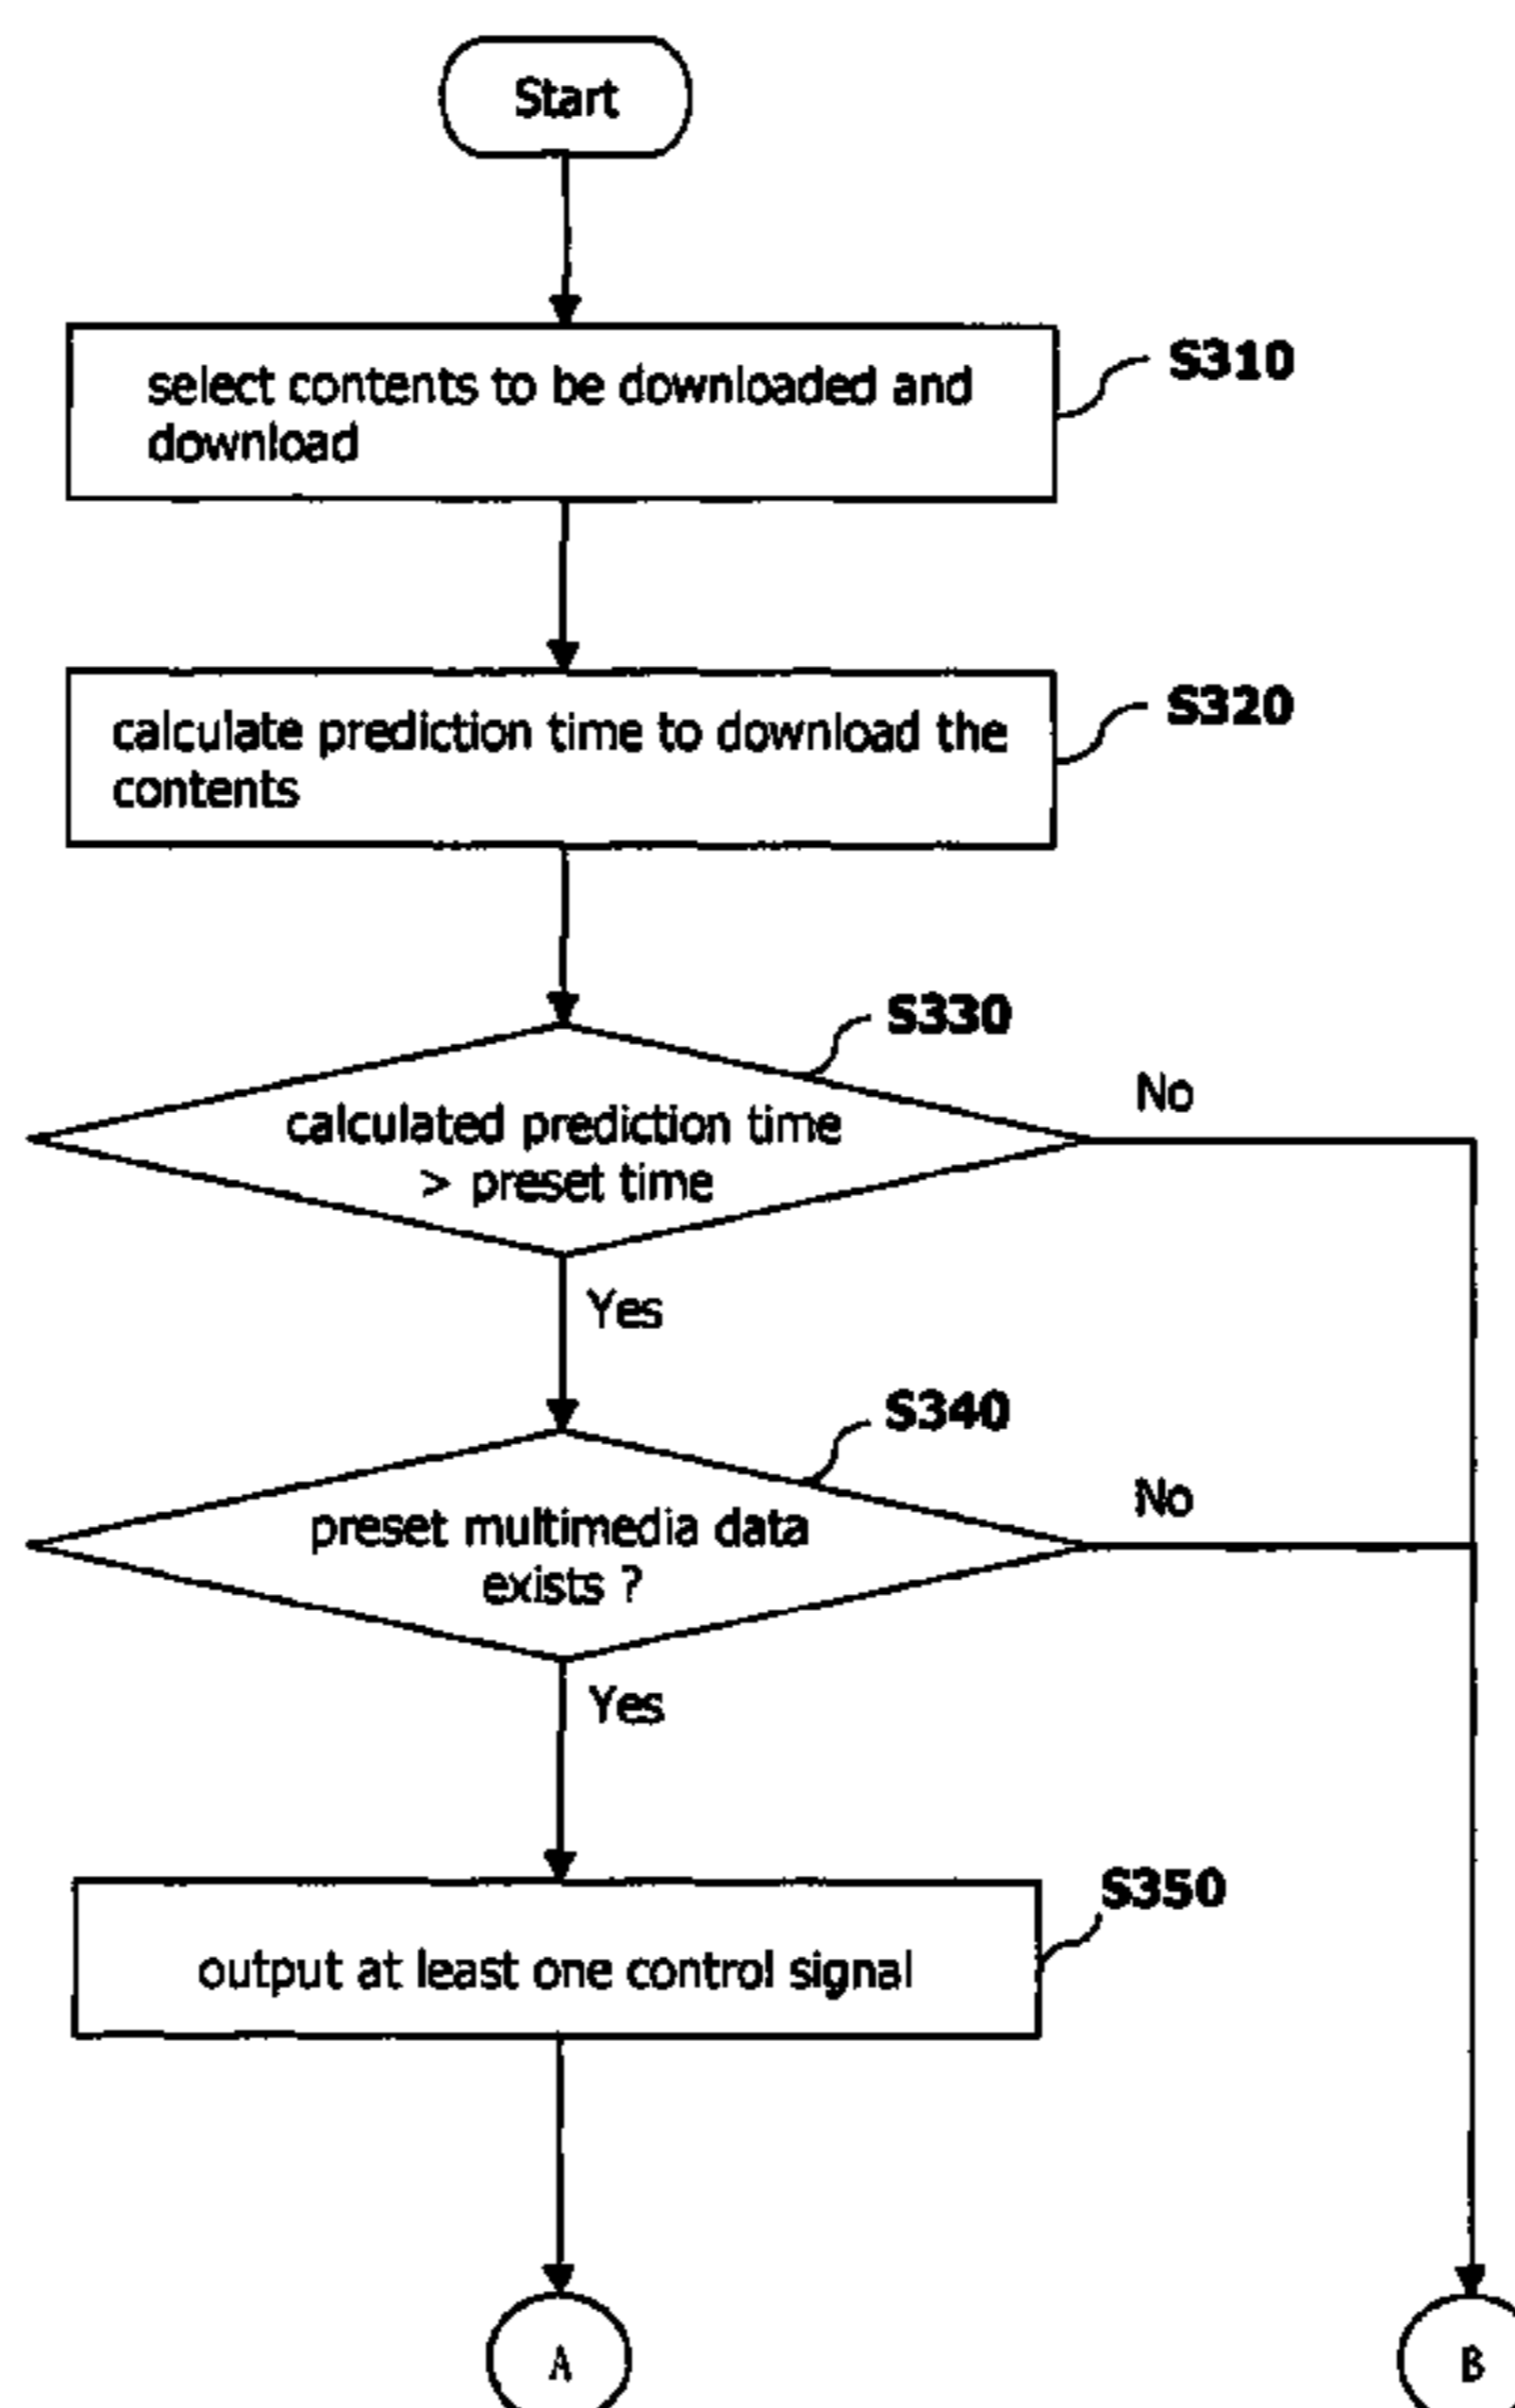 Start
select contents to be downloaded and
download
S310
calculate prediction time to download the
contents
S320
S330
calculated prediction time
> preset time
No
Yes
S340
preset multimedia data
exists ?
No
Yes
S350
output at least one control signal
A
B